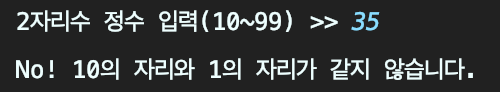 2자리수 정수 입력(10~99) >> 35
No! 10의 자리와 1의 자리가 같지 않습니다.